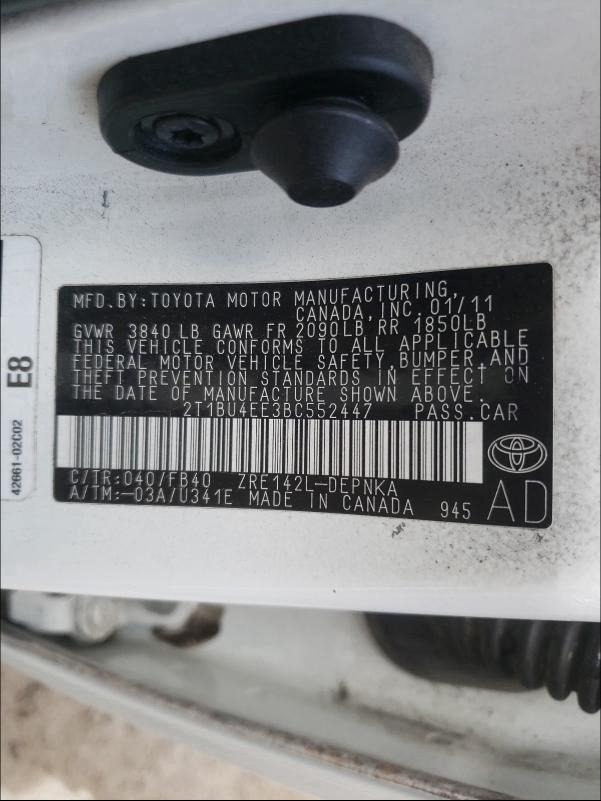 MFD.BY:TOYOTA MOTOR MANUFACTURING,
CANADA,INC. 01/11
GVWR 3840 LB GAWR FR 2090LB RR 1850LB
THIS VEHICLE CONFORMS TO ALL APPLICABLE
FEDERAL MOTOR VEHICLE SAFETY,BUMPER,AND
THEFT PREVENTION STANDARDS IN EFFECT ON
THE DATE OF MANUFACTURE SHOWN ABOVE.
2T1BU4EE3BC552447 PASS.CAR
C/TR:040/FB40 ZRE142L-DEPNKA
A/TM:-03A/U341E MADE IN CANADA 945 AD
E8
42661-02C02